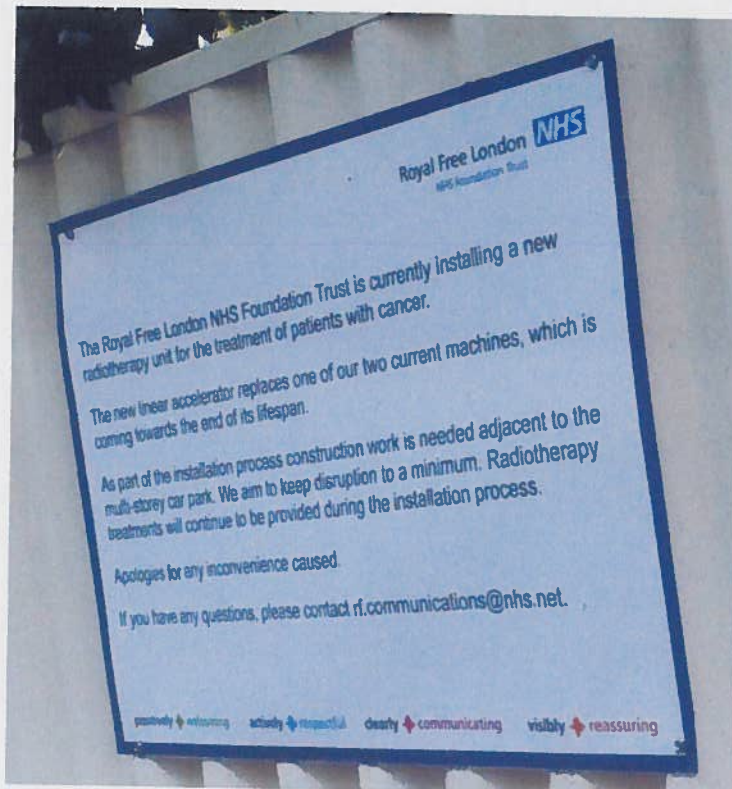 Royal Free London NHS
NHS Foundation Trust
The Royal Free London NHS Foundation Trust is currently installing a new
radiotherapy unit for the treatment of patients with cancer.
The new linear accelerator replaces one of our two current machines, which is
coming towards the end of its lifespan.
As part of the installation process construction work is needed adjacent to the
multi-storey car park. We aim to keep disruption to a minimum. Radiotherapy
treatments will continue to be provided during the installation process.
Apologies for any inconvenience caused.
If you have any questions, please contact rf.communications@nhs.net.
positively + welcoming actively + respectful clearly + communicating visibly + reassuring